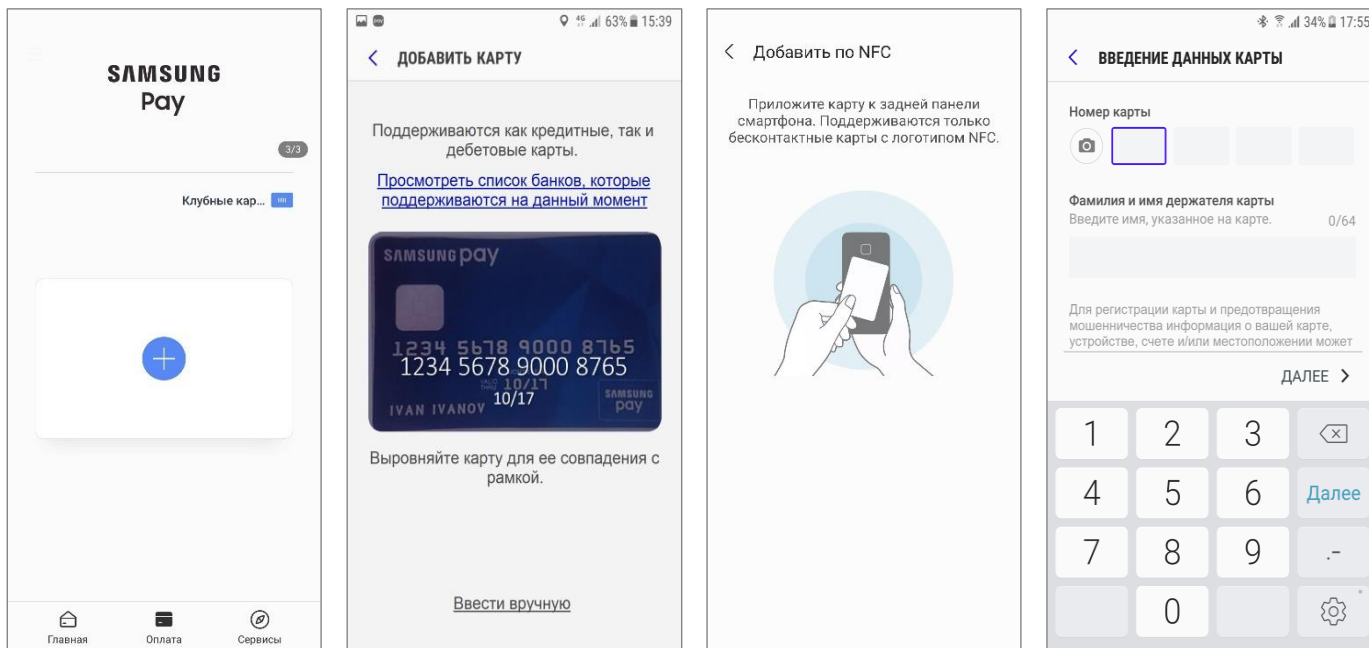 SAMSUNG
Pay
3/3
Клубные кар...
Главная
Оплата
Сервисы
63% 15:39
ДОБАВИТЬ КАРТУ
Поддерживаются как кредитные, так и
дебетовые карты.
Просмотреть список банков, которые
поддерживаются на данный момент
SAMSUNG pay
1234 5678 9000 8765
1234 5678 9000 8765
VALID THRU 10/17
10/17
IVAN IVANOV
SAMSUNG
pay
Выровняйте карту для ее совпадения с
рамкой.
Ввести вручную
Добавить по NFC
Приложите карту к задней панели
смартфона. Поддерживаются только
бесконтактные карты с логотипом NFC.
34% 17:55
ВВЕДЕНИЕ ДАННЫХ КАРТЫ
Номер карты
Фамилия и имя держателя карты
Введите имя, указанное на карте. 0/64
Для регистрации карты и предотвращения
мошенничества информация о вашей карте,
устройстве, счете и/или местоположении может
ДАЛЕЕ
1 2 3
4 5 6 Далее
7 8 9 .-
0